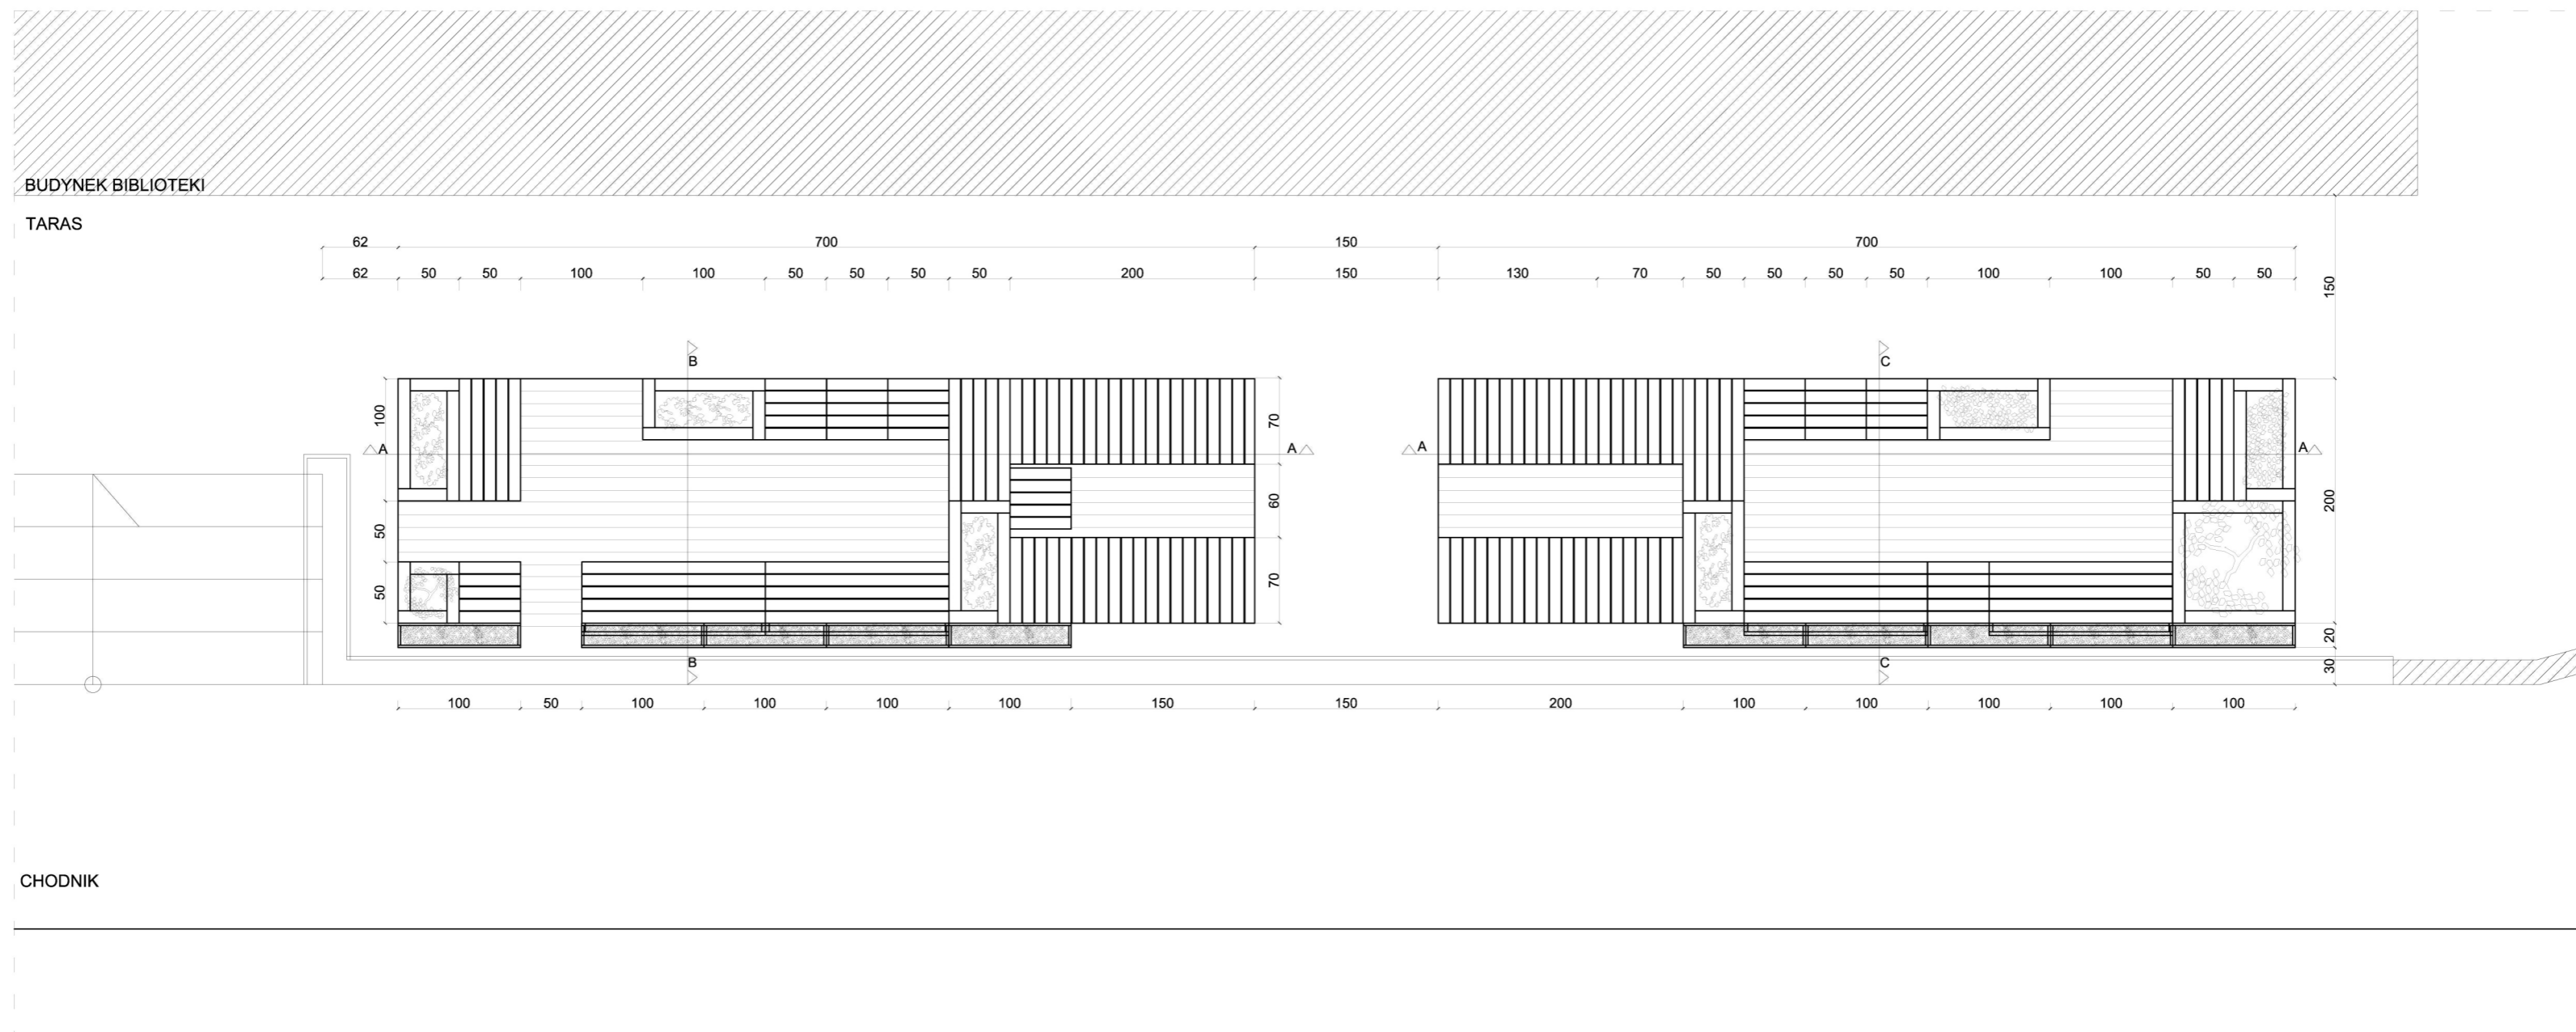 BUDYNEK BIBLIOTEKI
TARAS
62 700 150 700
62 50 50 100 100 50 50 50 50 200 150 130 70 50 50 50 50 100 100 50 50
150
B C
100 70
A A A A
60 200
50
50 70
20
B C 30
100 50 100 100 100 100 150 150 200 100 100 100 100 100
CHODNIK